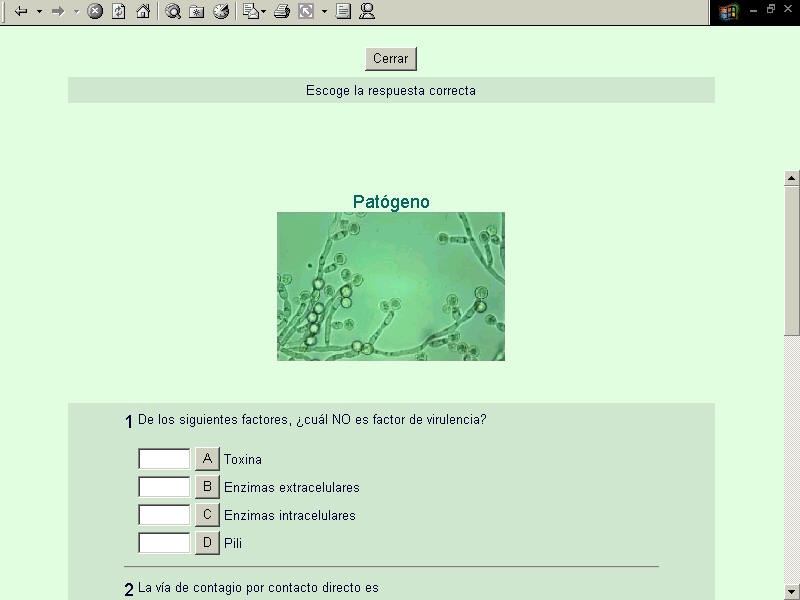 Cerrar
Escoge la respuesta correcta
Patógeno
1 De los siguientes factores, ¿cuál NO es factor de virulencia?
A Toxina
B Enzimas extracelulares
C Enzimas intracelulares
D Pili
2 La vía de contagio por contacto directo es